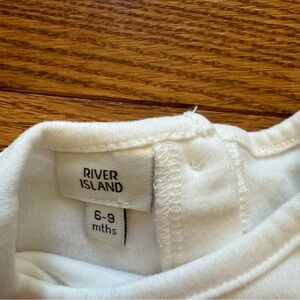 RIVER
ISLAND
6-9
mths